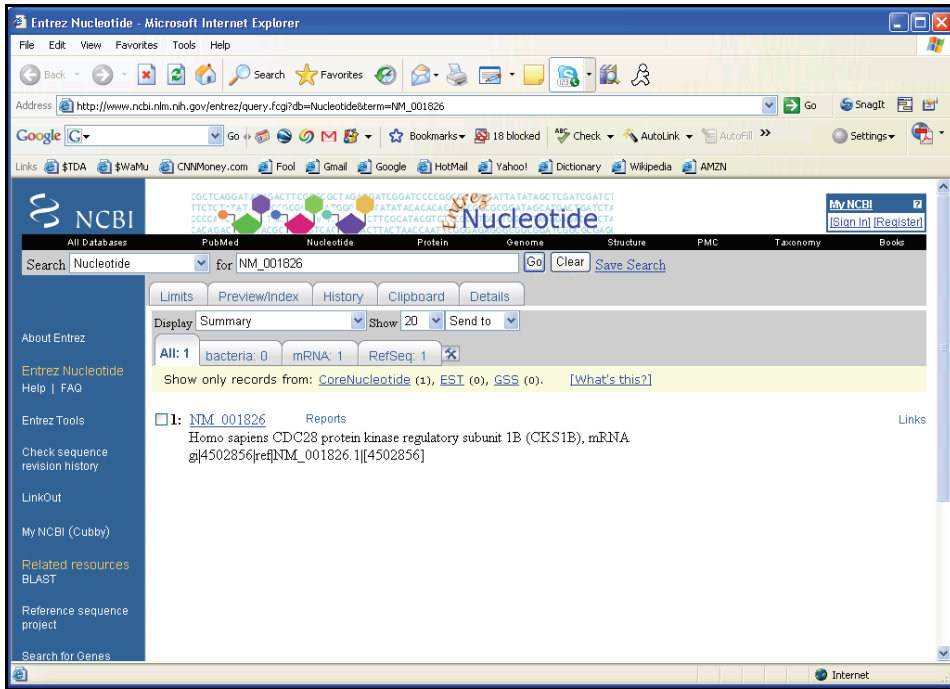 Entrez Nucleotide - Microsoft Internet Explorer
File Edit View Favorites Tools Help
Back Search Favorites
Address http://www.ncbi.nlm.nih.gov/entrez/query.fcgi?db=Nucleotide&term=NM_001826 Go SnagIt
Google G Go Bookmarks 18 blocked ABC Check AutoLink AutoFill >> Settings
Links $TDA $WaMu CNNMoney.com Fool Gmail Google HotMail Yahoo! Dictionary Wikipedia AMZN
NCBI Entrez Nucleotide My NCBI ?
[Sign In] [Register]
All Databases PubMed Nucleotide Protein Genome Structure PMC Taxonomy Books
Search Nucleotide for NM_001826 Go Clear Save Search
Limits Preview/Index History Clipboard Details
Display Summary Show 20 Send to
All: 1 bacteria: 0 mRNA: 1 RefSeq: 1
Show only records from: CoreNucleotide (1), EST (0), GSS (0). [What's this?]
About Entrez
Entrez Nucleotide
Help | FAQ
Entrez Tools
Check sequence
revision history
LinkOut
My NCBI (Cubby)
Related resources
BLAST
Reference sequence
project
Search for Genes
1: NM_001826 Reports Links
Homo sapiens CDC28 protein kinase regulatory subunit 1B (CKS1B), mRNA
gi|4502856|ref|NM_001826.1|[4502856]
Internet